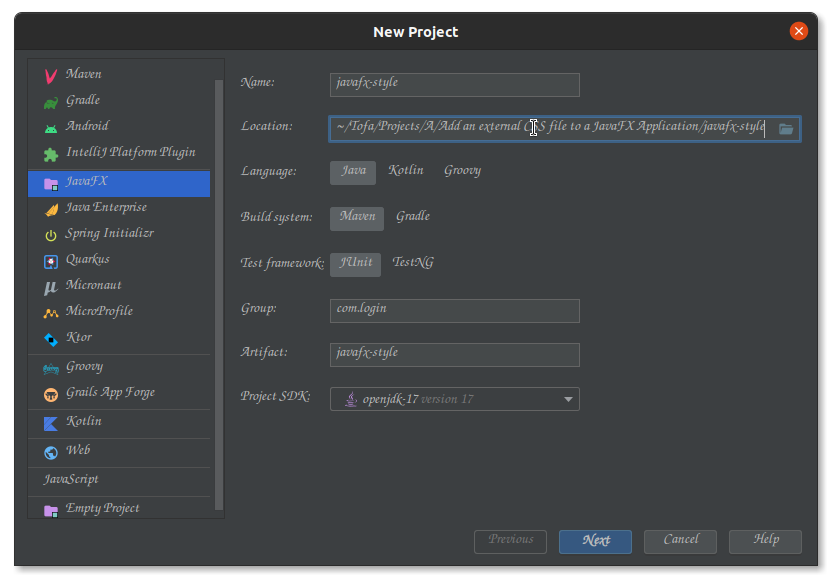 New Project
Maven
Gradle
Android
IntelliJ Platform Plugin
JavaFX
Java Enterprise
Spring Initializr
Quarkus
Micronaut
MicroProfile
Ktor
Groovy
Grails App Forge
Kotlin
Web
JavaScript
Empty Project
Name: javafx-style
Location: ~/Tofa/Projects/A/Add an external CSS file to a JavaFX Application/javafx-style
Language: Java Kotlin Groovy
Build system: Maven Gradle
Test framework: JUnit TestNG
Group: com.login
Artifact: javafx-style
Project SDK: openjdk-17 version 17
Previous Next Cancel Help